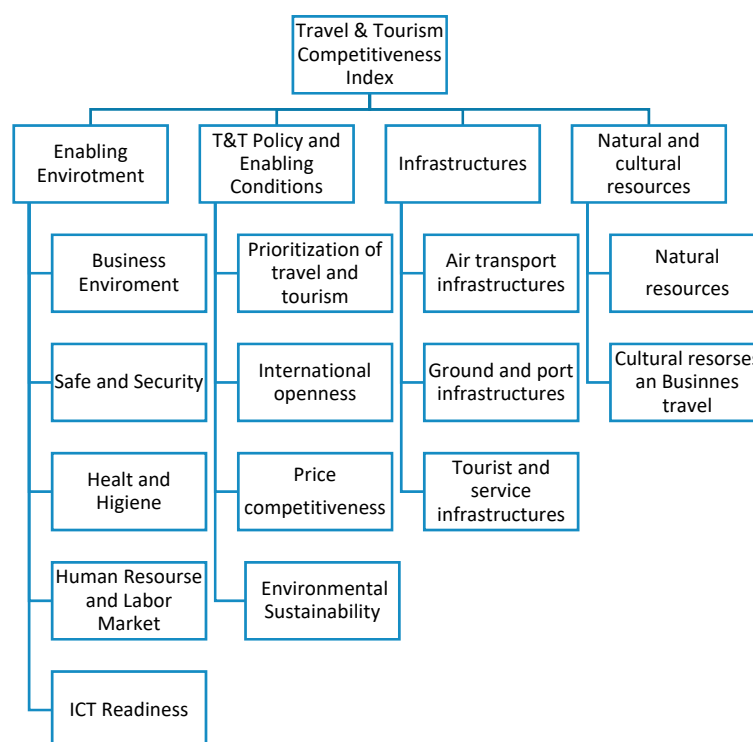 Travel & Tourism
Competitiveness
Index
Enabling
Envirotment
T&T Policy and
Enabling
Conditions
Infrastructures
Natural and
cultural
resources
Business
Enviroment
Safe and Security
Healt and
Higiene
Human Resourse
and Labor
Market
ICT Readiness
Prioritization of
travel and
tourism
International
openness
Price
competitiveness
Environmental
Sustainability
Air transport
infrastructures
Ground and port
infrastructures
Tourist and
service
infrastructures
Natural
resources
Cultural resorses
an Businnes
travel